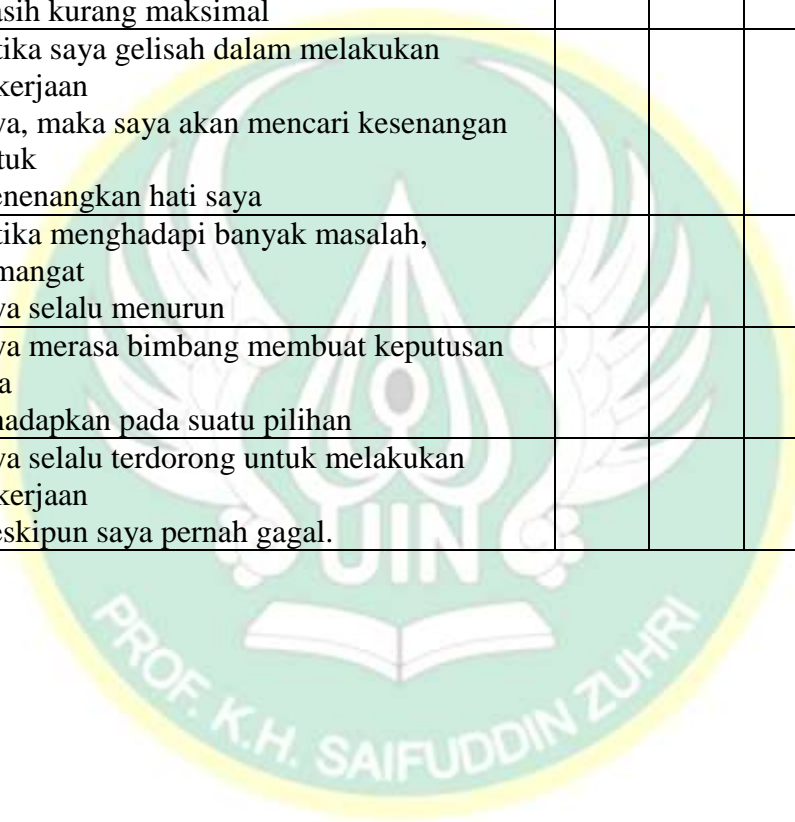 asih kurang maksimal
tika saya gelisah dalam melakukan
kerjaan
ya, maka saya akan mencari kesenangan
tuk
enenangkan hati saya
tika menghadapi banyak masalah,
mangat
ya selalu menurun
ya merasa bimbang membuat keputusan
a
hadapkan pada suatu pilihan
ya selalu terdorong untuk melakukan
kerjaan
eskipun saya pernah gagal.
UIN
PROF. K.H. SAIFUDDIN ZUHRI